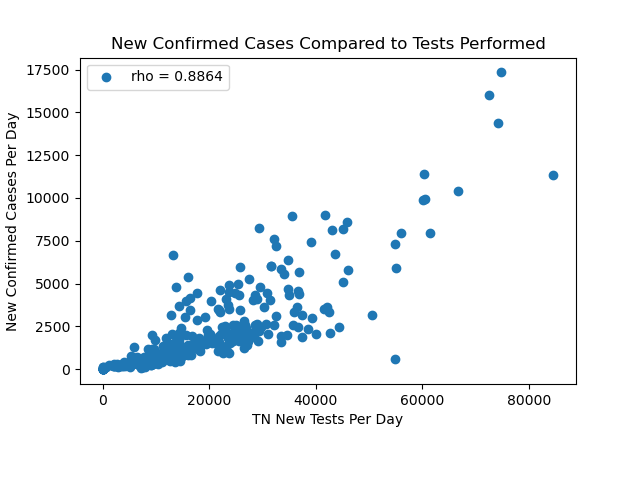 New Confirmed Cases Compared to Tests Performed
rho = 0.8864
New Confirmed Caeses Per Day
17500
15000
12500
10000
7500
5000
2500
0
0 20000 40000 60000 80000
TN New Tests Per Day